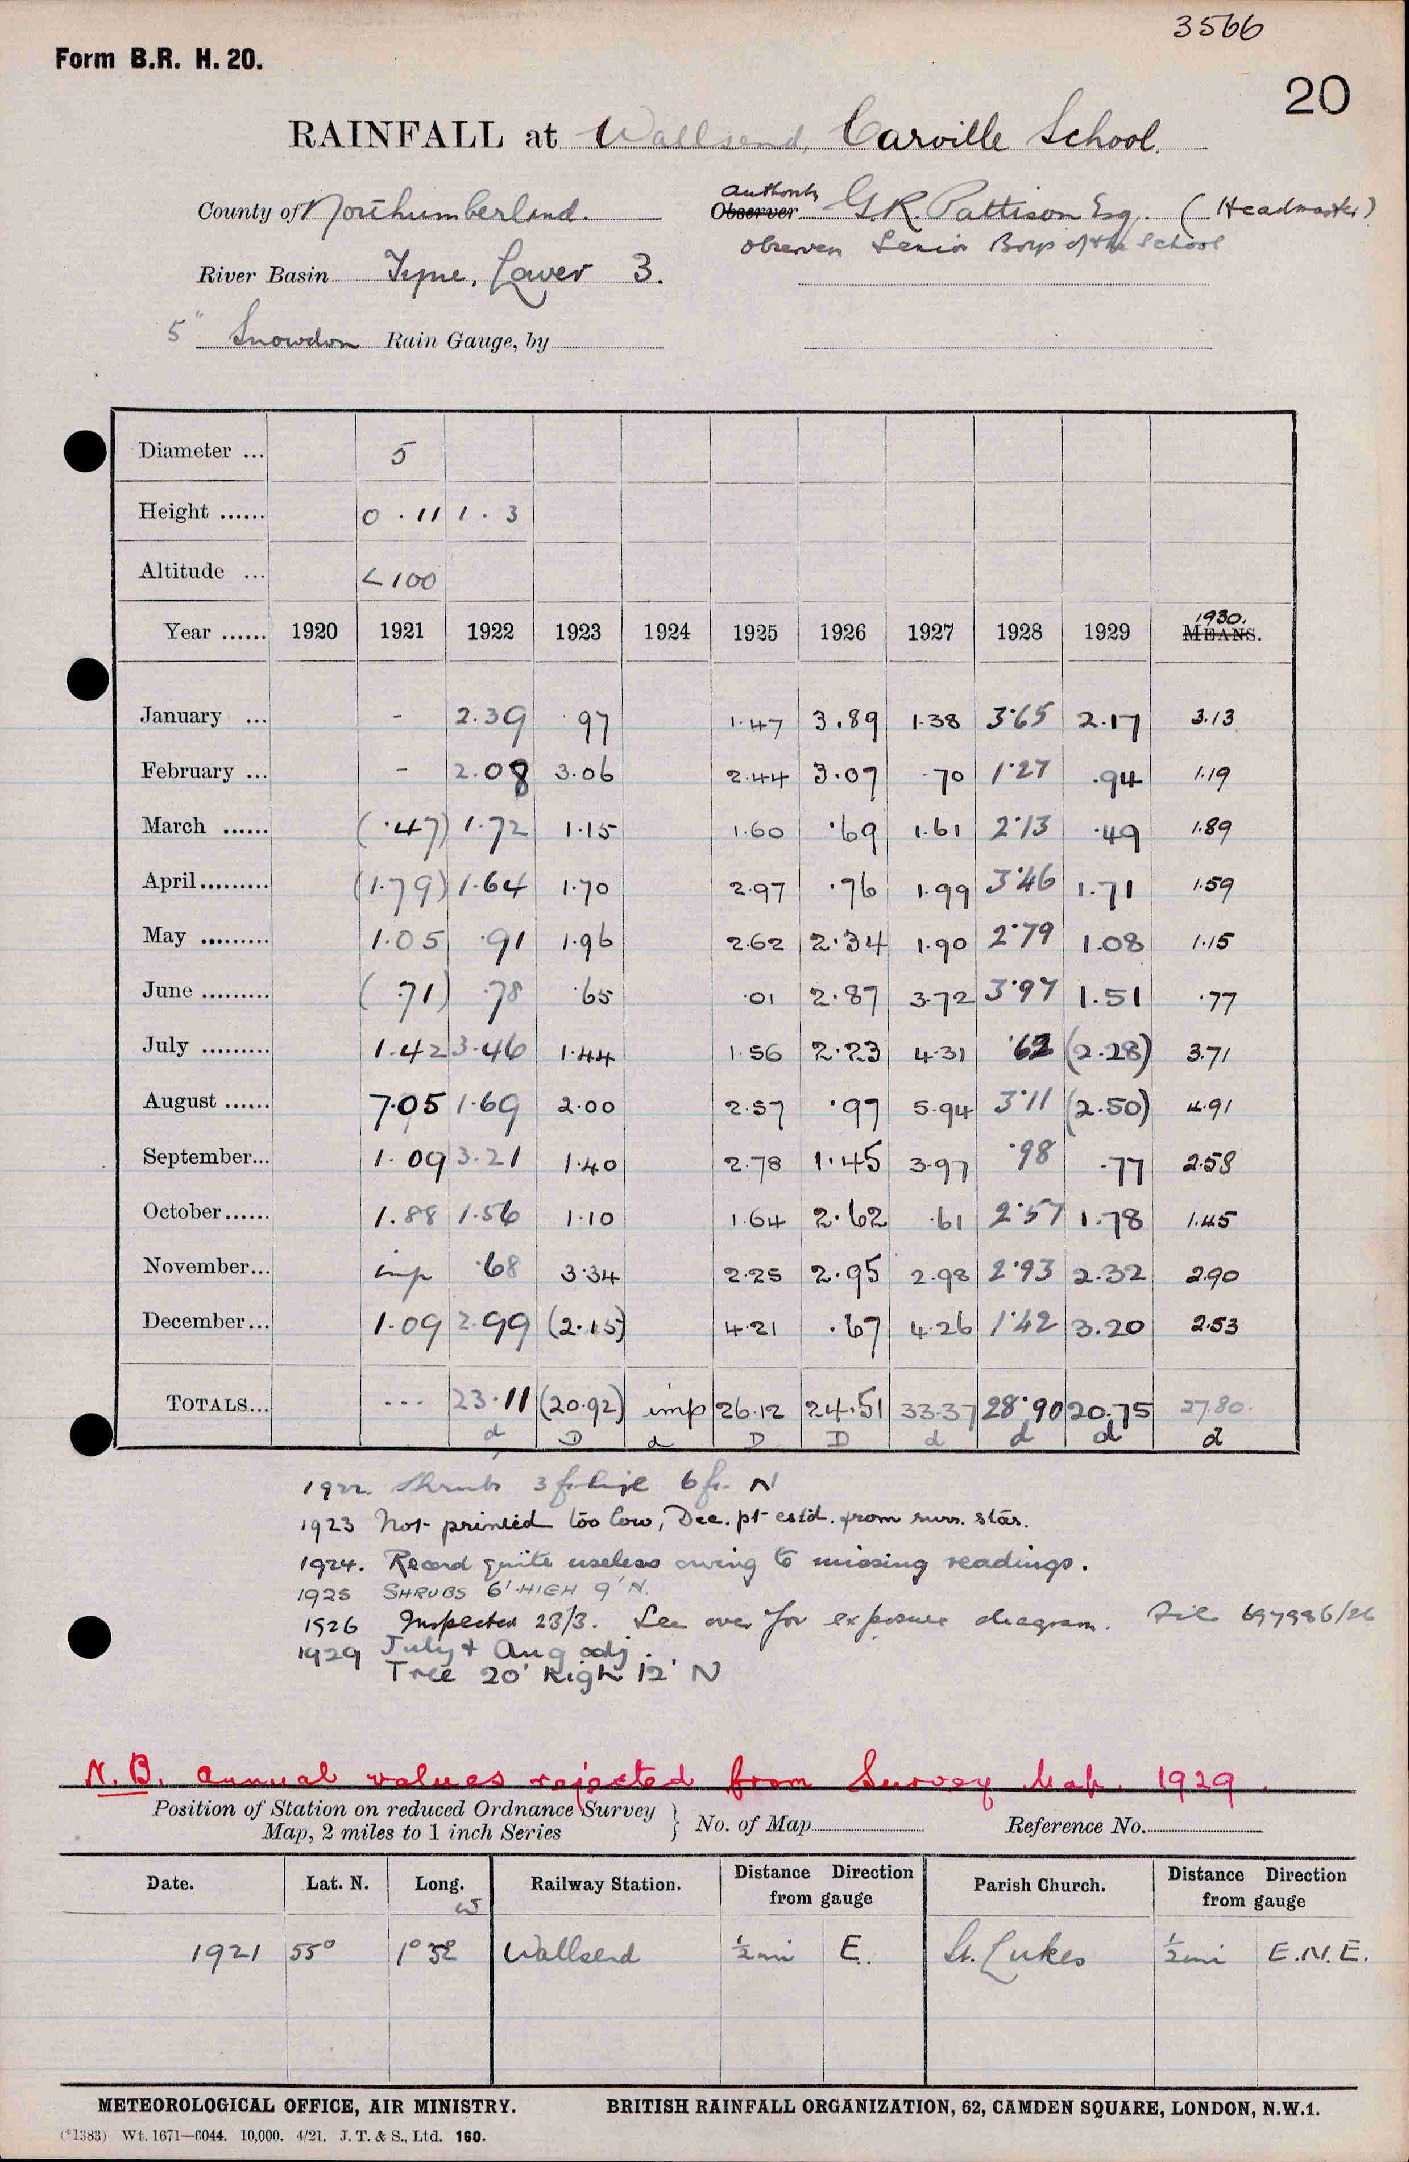 3566
Form B.R. H. 20.
20
RAINFALL at Wallsend, Carville School.
County of Northumberland. Authority Observer G.R. Pattison Esq. (Headmaster)
Observers Senior Boys of the School
River Basin Tyne, Lower 3.
5" Snowdon Rain Gauge, by
Diameter ... 5
Height ...... 0 . 11 1 . 3
Altitude ... <100
Year ...... 1920 1921 1922 1923 1924 1925 1926 1927 1928 1929 1930. MEANS.
January ... - 2.39 .97 1.47 3.89 1.38 3.65 2.17 3.13
February ... - 2.08 3.06 2.44 3.07 .70 1.27 .94 1.19
March ...... (.47) 1.72 1.15 1.60 .69 1.61 2.13 .49 1.89
April......... (1.79) 1.64 1.70 2.97 .76 1.99 3.46 1.71 1.59
May ......... 1.05 .91 1.96 2.62 2.34 1.90 2.79 1.08 1.15
June ......... (.71) .78 .65 .01 2.87 3.72 3.97 1.51 .77
July ......... 1.42 3.46 1.44 1.56 2.23 4.31 .62 (2.28) 3.71
August ...... 7.05 1.69 2.00 2.57 .97 5.94 3.11 (2.50) 4.91
September... 1.09 3.21 1.40 2.78 1.45 3.97 .98 .77 2.58
October...... 1.88 1.56 1.10 1.64 2.62 .61 2.57 1.78 1.45
November... imp .68 3.34 2.25 2.95 2.98 2.93 2.32 2.90
December... 1.09 2.99 (2.15) 4.21 .67 4.26 1.42 3.20 2.53
TOTALS... --- 23.11 (20.92) imp 26.12 24.51 33.37 28.90 20.75 27.80
d D d D D d d d d
1922. Shrubs 3 ft high 6 ft. N
1923 Not printed too low, Dec. pt estd. from surr. stas.
1924. Record quite useless owing to missing readings.
1925 SHRUBS 6' HIGH 9' N.
1926 Inspected 23/3. See over for exposure diagram. File 697986/26
1929 July & Aug adj.
Tree 20' high 12' N
N.B. Annual values rejected from Survey Map. 1929.
Position of Station on reduced Ordnance Survey Map, 2 miles to 1 inch Series } No. of Map Reference No.
Date. Lat. N. Long. W Railway Station. Distance Direction from gauge Parish Church. Distance Direction from gauge
1921 55° 1° 32 Wallsend ½ mi E. St. Lukes ½ mi E.N.E.
METEOROLOGICAL OFFICE, AIR MINISTRY. BRITISH RAINFALL ORGANIZATION, 62, CAMDEN SQUARE, LONDON, N.W.1.
(*1383) Wt. 1671—6044. 10,000. 4/21. J. T. & S., Ltd. 160.